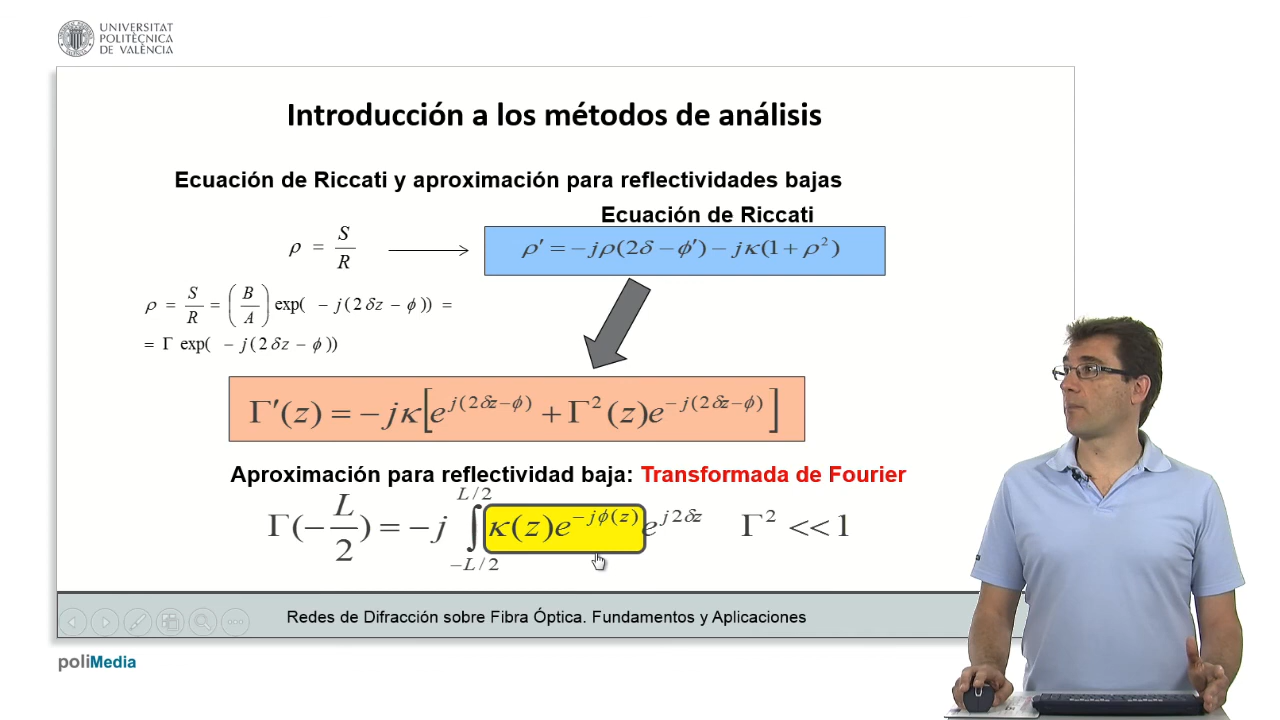 UNIVERSITAT
POLITÈCNICA
DE VALÈNCIA
Introducción a los métodos de análisis
Ecuación de Riccati y aproximación para reflectividades bajas
Ecuación de Riccati
ρ = S/R
ρ′ = −jρ(2δ − ϕ′) − jκ(1 + ρ²)
ρ = S/R = (B/A) exp( − j(2δz − ϕ)) =
= Γ exp( − j(2δz − ϕ))
Γ′(z) = −jκ[e^{j(2δz−ϕ)} + Γ²(z)e^{−j(2δz−ϕ)}]
Aproximación para reflectividad baja: Transformada de Fourier
Γ(−L/2) = −j ∫_{−L/2}^{L/2} κ(z)e^{−jϕ(z)} e^{j2δz} Γ² <<1
Redes de Difracción sobre Fibra Óptica. Fundamentos y Aplicaciones
poliMedia